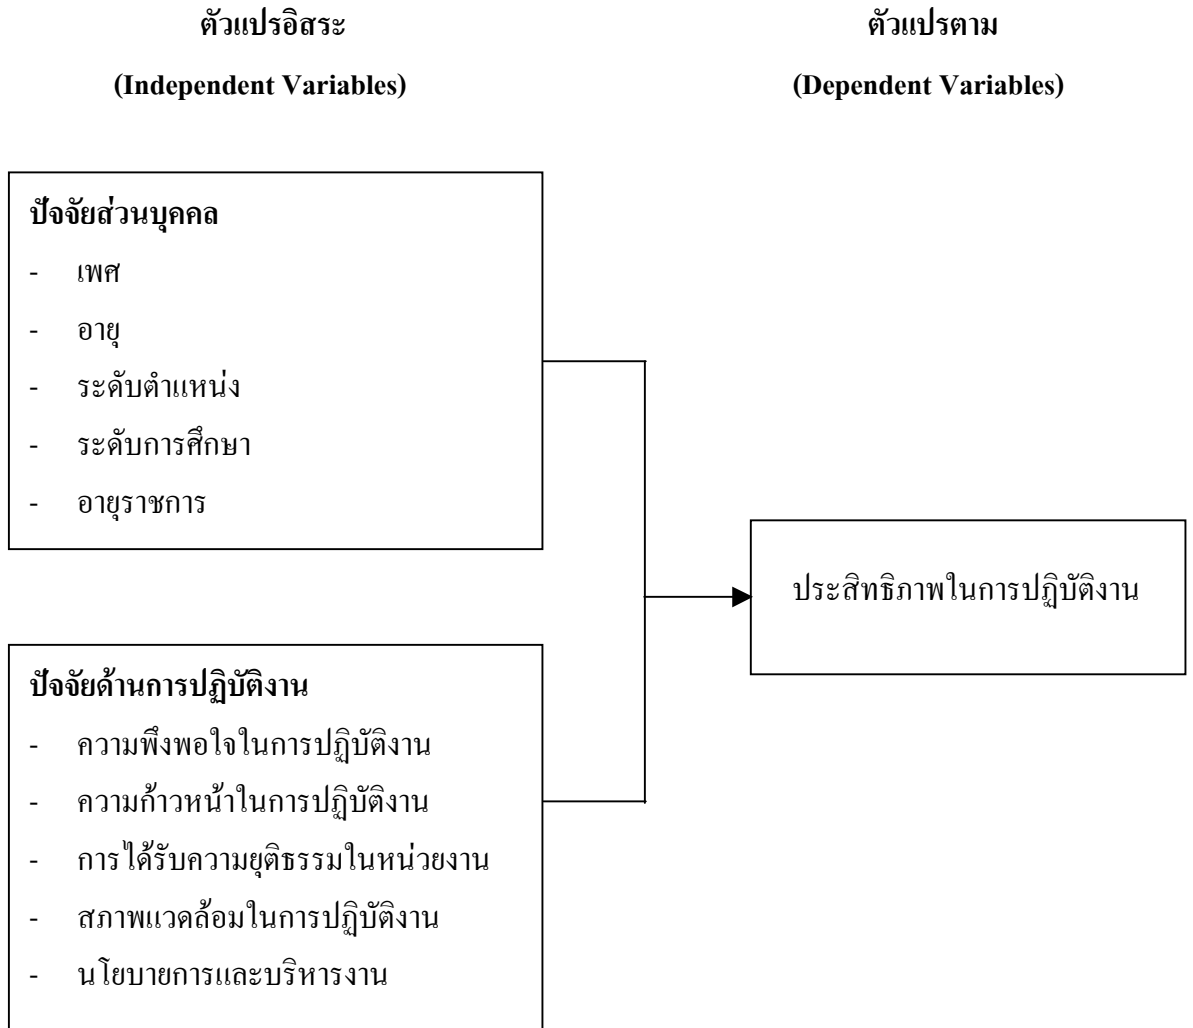 ตัวแปรอิสระ
(Independent Variables)
ตัวแปรตาม
(Dependent Variables)
ปัจจัยส่วนบุคคล
- เพศ
- อายุ
- ระดับตำแหน่ง
- ระดับการศึกษา
- อายุราชการ
ประสิทธิภาพในการปฏิบัติงาน
ปัจจัยด้านการปฏิบัติงาน
- ความพึงพอใจในการปฏิบัติงาน
- ความก้าวหน้าในการปฏิบัติงาน
- การได้รับความยุติธรรมในหน่วยงาน
- สภาพแวดล้อมในการปฏิบัติงาน
- นโยบายการและบริหารงาน